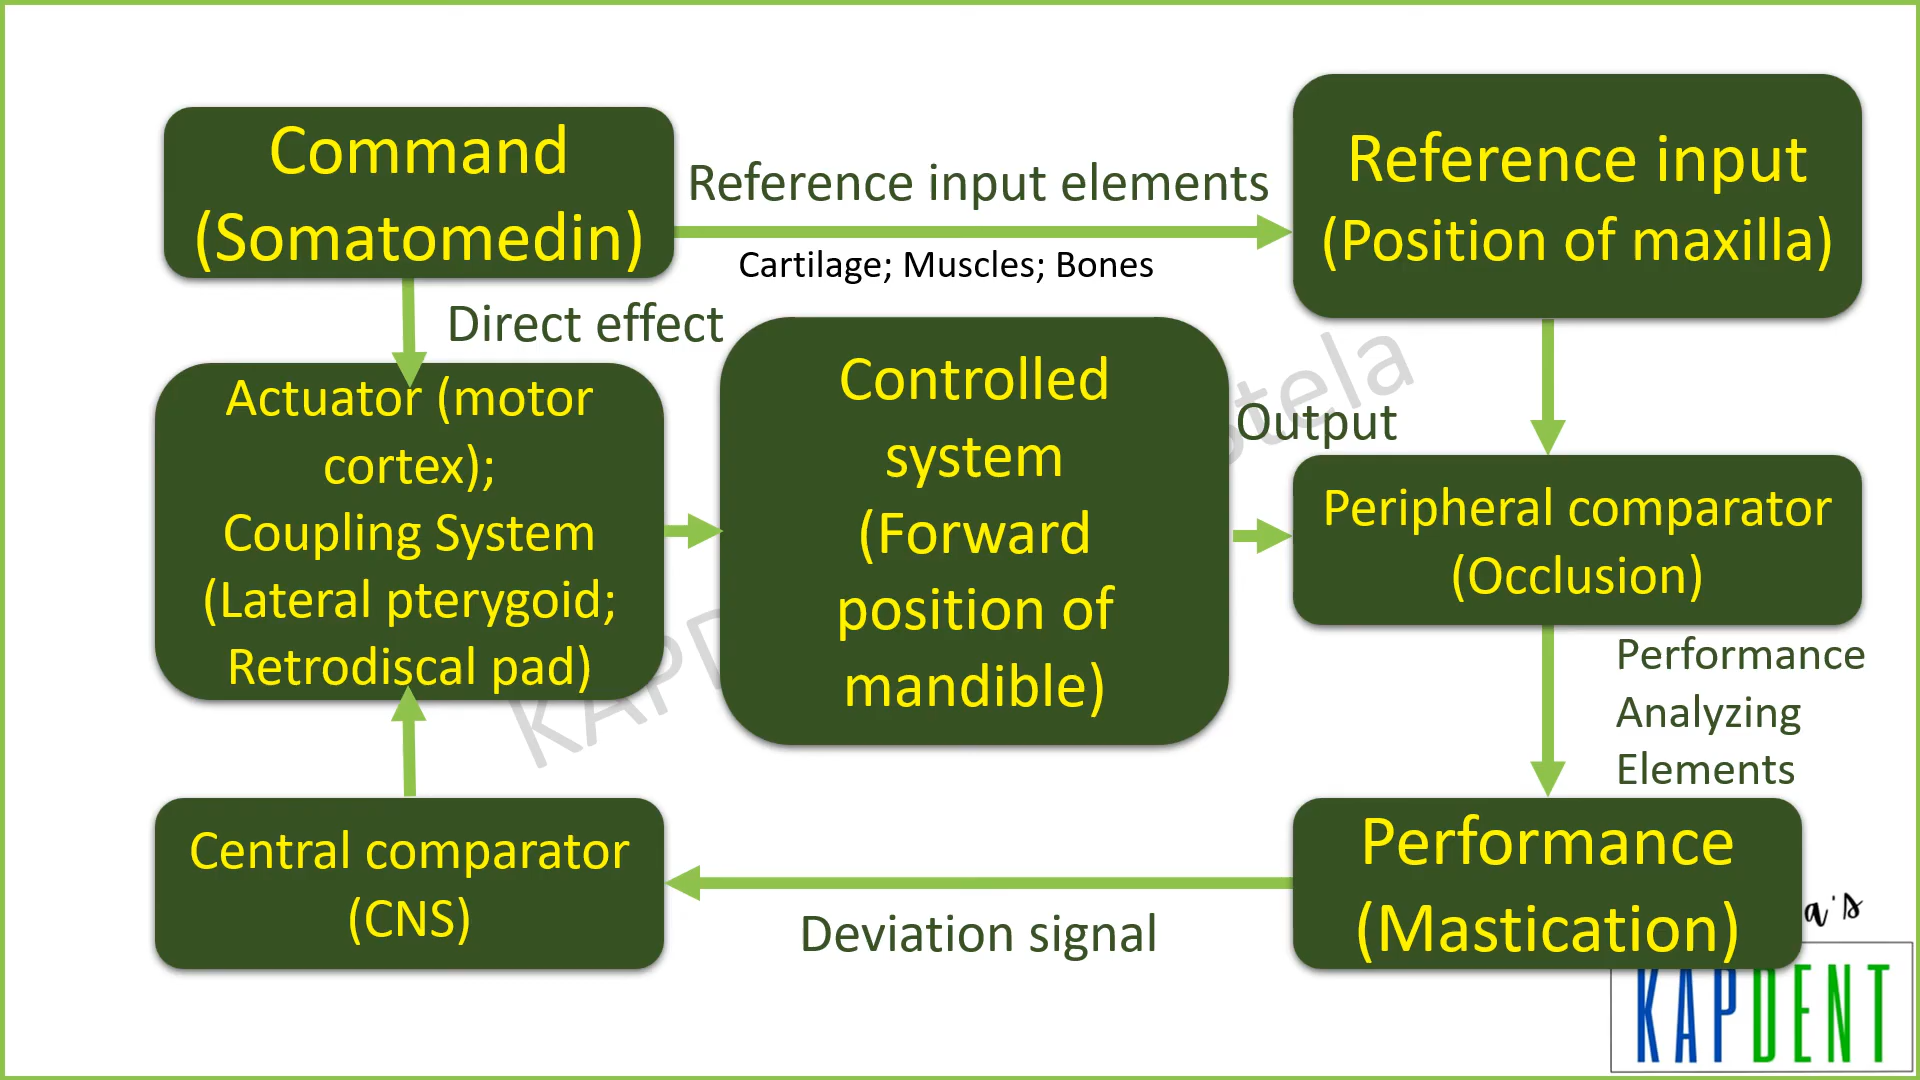 Command
(Somatomedin)
Reference input elements
Cartilage; Muscles; Bones
Reference input
(Position of maxilla)
Direct effect
Actuator (motor
cortex);
Coupling System
(Lateral pterygoid;
Retrodiscal pad)
Controlled
system
(Forward
position of
mandible)
Output
Peripheral comparator
(Occlusion)
Performance
Analyzing
Elements
Central comparator
(CNS)
Deviation signal
Performance
(Mastication)
KAPDENT